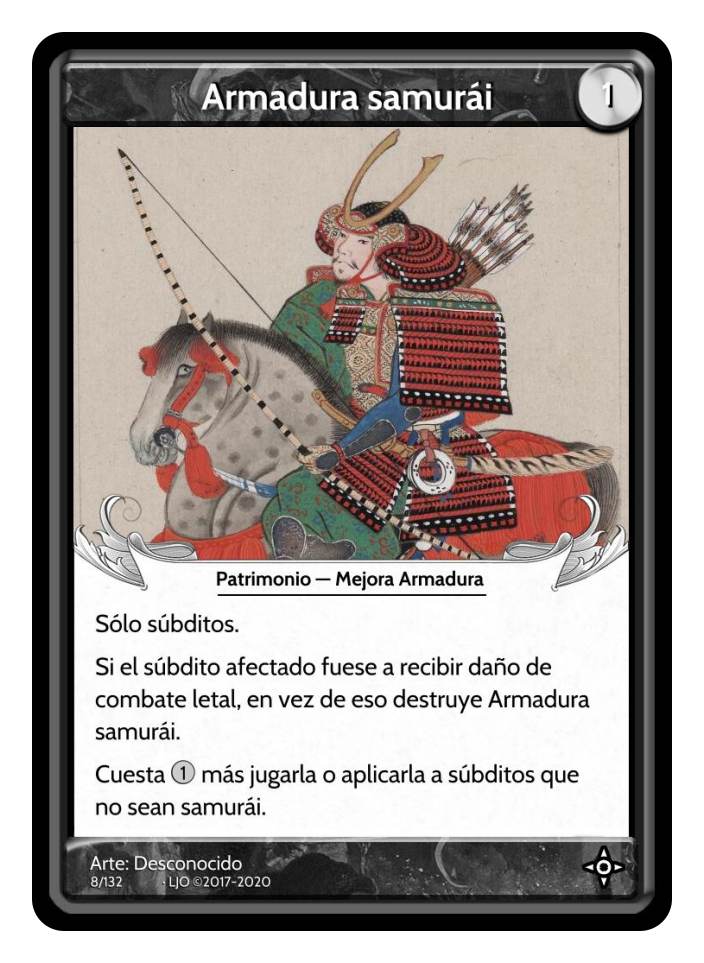 Armadura samurái
1
Patrimonio — Mejora Armadura
Sólo súbditos.
Si el súbdito afectado fuese a recibir daño de
combate letal, en vez de eso destruye Armadura
samurái.
Cuesta 1 más jugarla o aplicarla a súbditos que
no sean samurái.
Arte: Desconocido
8/132 · LJO ©2017-2020